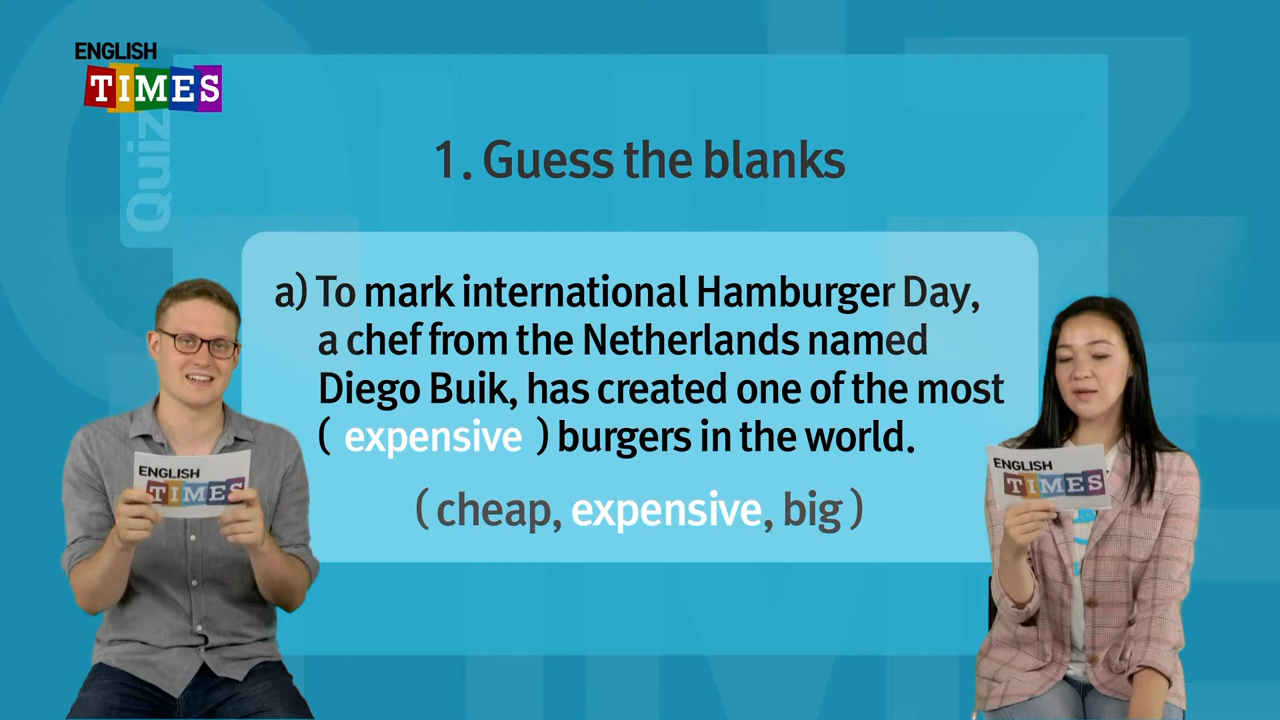 ENGLISH
TIMES
Quiz
1. Guess the blanks
a) To mark international Hamburger Day,
a chef from the Netherlands named
Diego Buik, has created one of the most
( expensive ) burgers in the world.
( cheap, expensive, big )
ENGLISH
TIMES
ENGLISH
TIMES